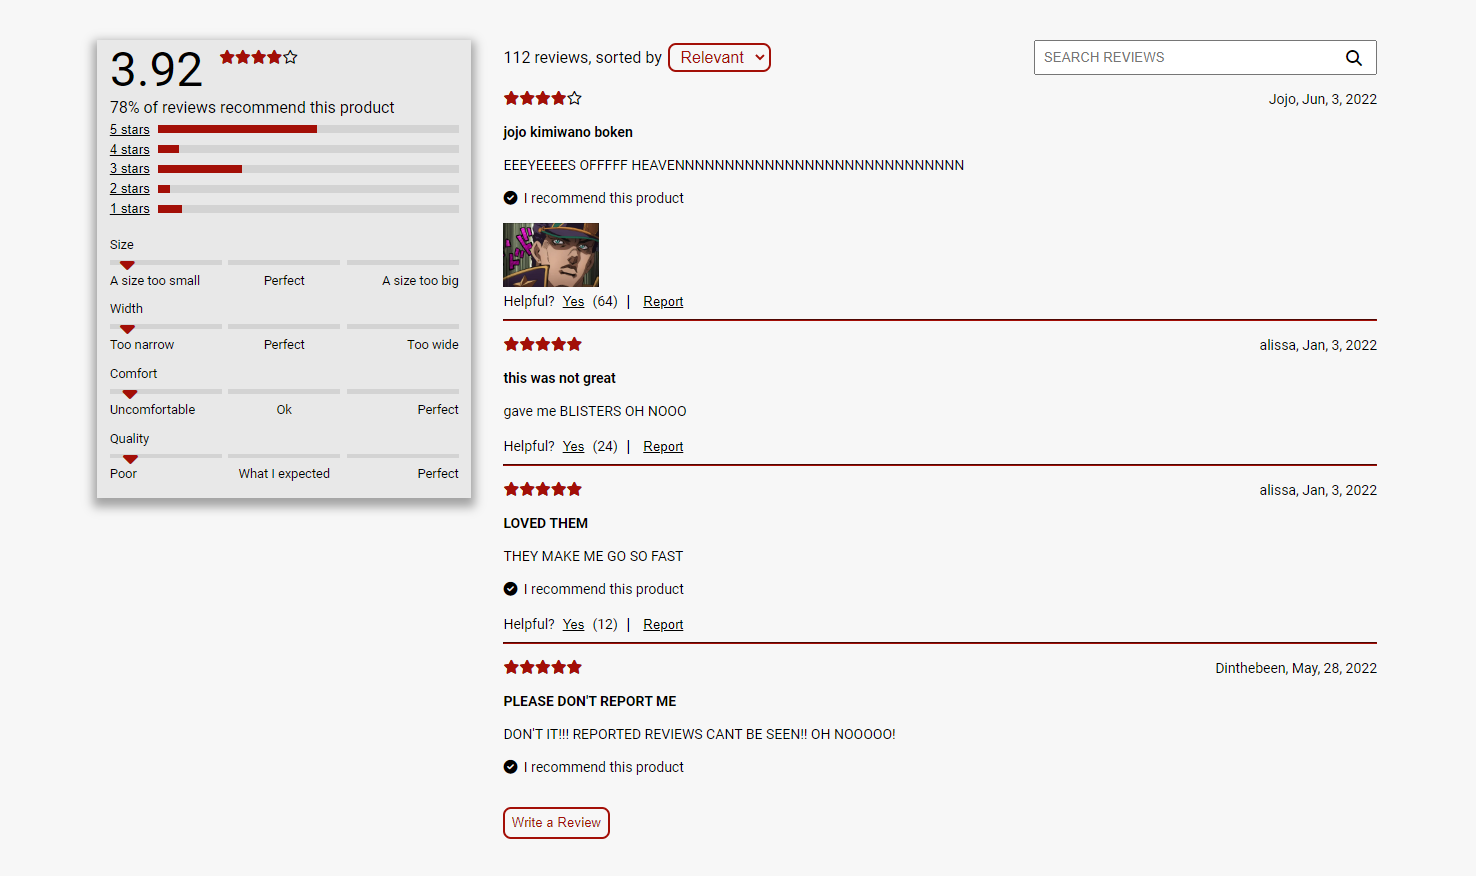 3.92
78% of reviews recommend this product
5 stars
4 stars
3 stars
2 stars
1 stars
Size
A size too small Perfect A size too big
Width
Too narrow Perfect Too wide
Comfort
Uncomfortable Ok Perfect
Quality
Poor What I expected Perfect
112 reviews, sorted by Relevant
SEARCH REVIEWS
Jojo, Jun, 3, 2022
jojo kimiwano boken
EEEYEEEES OFFFFF HEAVENNNNNNNNNNNNNNNNNNNNNNNNNNNNN
I recommend this product
Helpful? Yes (64) | Report
alissa, Jan, 3, 2022
this was not great
gave me BLISTERS OH NOOO
Helpful? Yes (24) | Report
alissa, Jan, 3, 2022
LOVED THEM
THEY MAKE ME GO SO FAST
I recommend this product
Helpful? Yes (12) | Report
Dinthebeen, May, 28, 2022
PLEASE DON'T REPORT ME
DON'T IT!!! REPORTED REVIEWS CANT BE SEEN!! OH NOOOOO!
I recommend this product
Write a Review